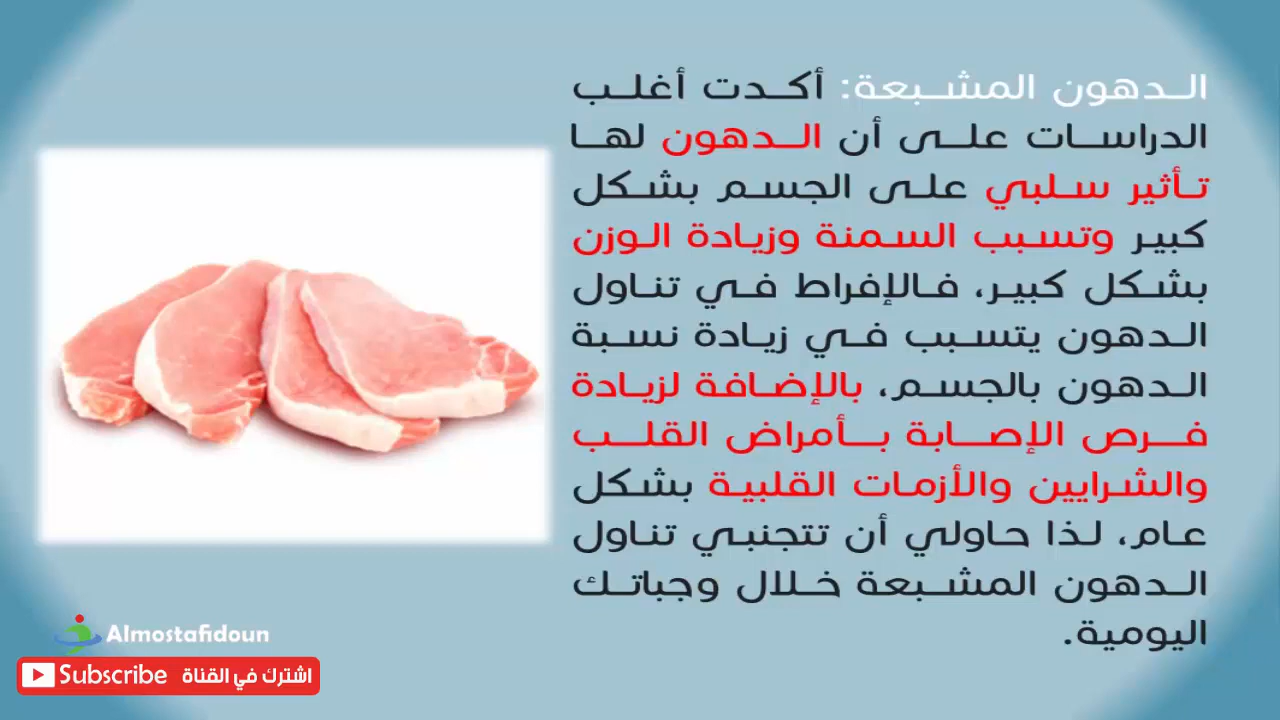 الدهون المشبعة: أكدت أغلب
الدراسات على أن الدهون لها
تأثير سلبي على الجسم بشكل
كبير وتسبب السمنة وزيادة الوزن
بشكل كبير، فالإفراط في تناول
الدهون يتسبب في زيادة نسبة
الدهون بالجسم، بالإضافة لزيادة
فرص الإصابة بأمراض القلب
والشرايين والأزمات القلبية بشكل
عام، لذا حاولي أن تتجنبي تناول
الدهون المشبعة خلال وجباتك
اليومية.
Almostafidoun
Subscribe اشترك في القناة